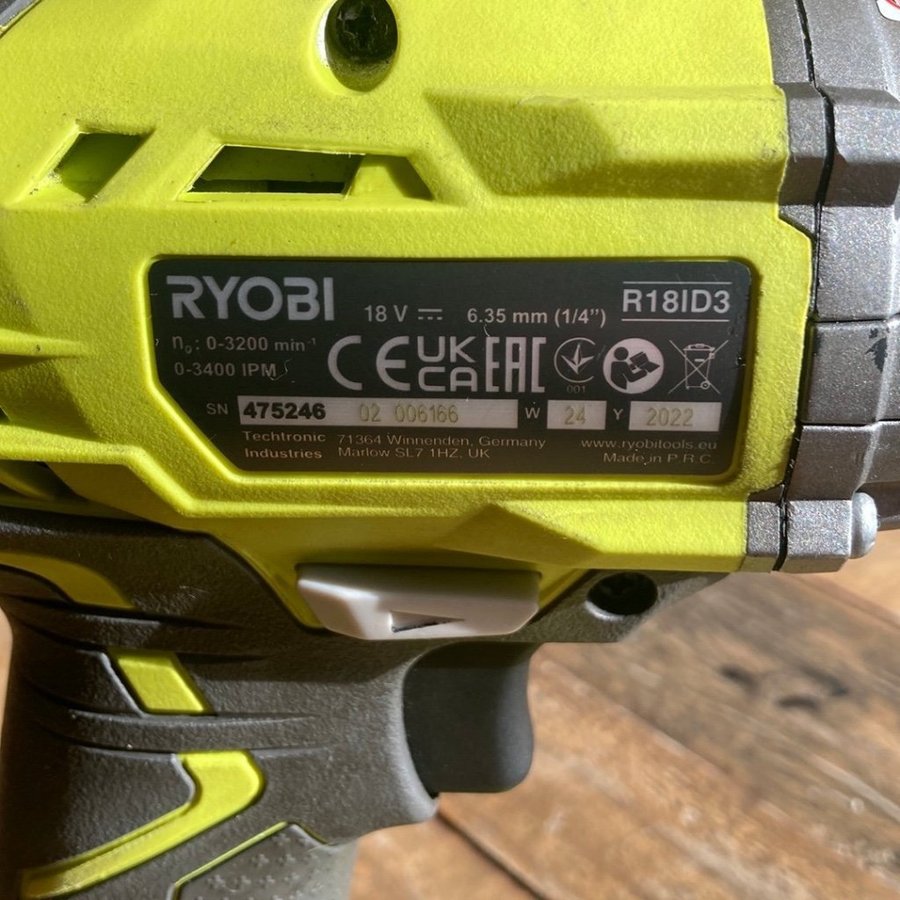 RYOBI 18 V 6.35 mm (1/4") R18ID3
n₀: 0-3200 min⁻¹
0-3400 IPM
CE UK CA EAC 001
SN 475246 02 006166 W 24 Y 2022
Techtronic Industries 71364 Winnenden, Germany www.ryobitools.eu
Marlow SL7 1HZ, UK Made in P.R.C